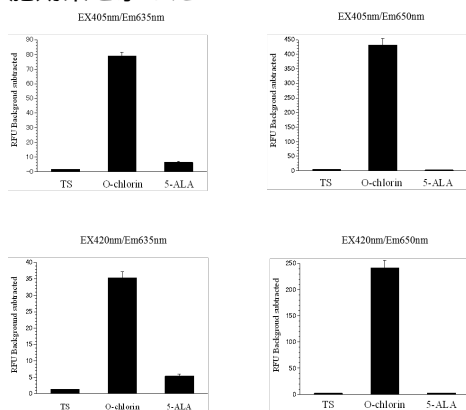 EX405nm/Em635nm
RFU Background subtracted
90
80
70
60
50
40
30
20
10
-0
TS O-chlorin 5-ALA
EX405nm/Em650nm
RFU Background subtracted
450
400
350
300
250
200
150
100
50
0
TS O-chlorin 5-ALA
EX420nm/Em635nm
RFU Background subtracted
40
35
30
25
20
15
10
5
0
TS O-chlorin 5-ALA
EX420nm/Em650nm
RFU Background subtracted
250
200
150
100
50
0
TS O-chlorin 5-ALA